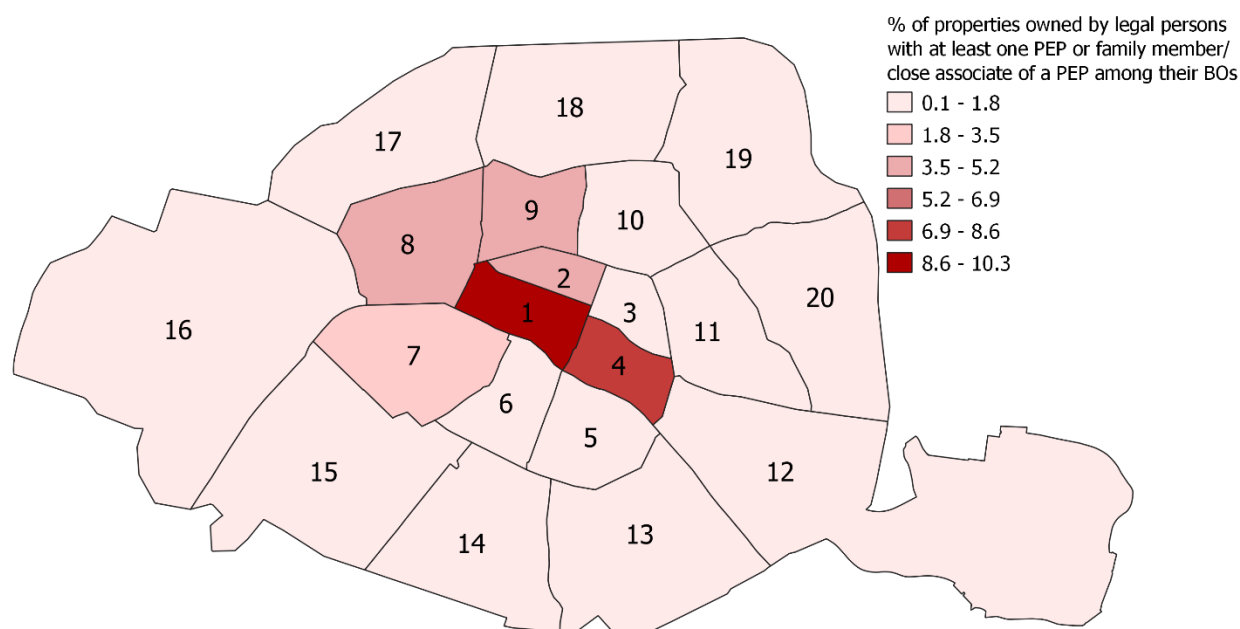 % of properties owned by legal persons
with at least one PEP or family member/
close associate of a PEP among their BOs
0.1 - 1.8
1.8 - 3.5
3.5 - 5.2
5.2 - 6.9
6.9 - 8.6
8.6 - 10.3
18
17
19
9
10
8
2
20
1
3
16
11
7
4
6
5
15
12
13
14